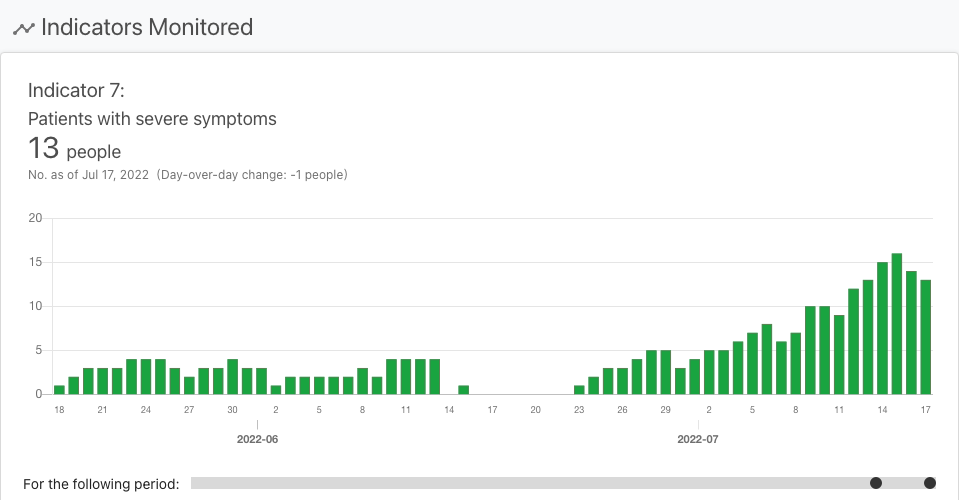 Indicators Monitored
Indicator 7:
Patients with severe symptoms
13 people
No. as of Jul 17, 2022 (Day-over-day change: -1 people)
20
15
10
5
0
18 21 24 27 30 2 5 8 11 14 17 20 23 26 29 2 5 8 11 14 17
2022-06 2022-07
For the following period: